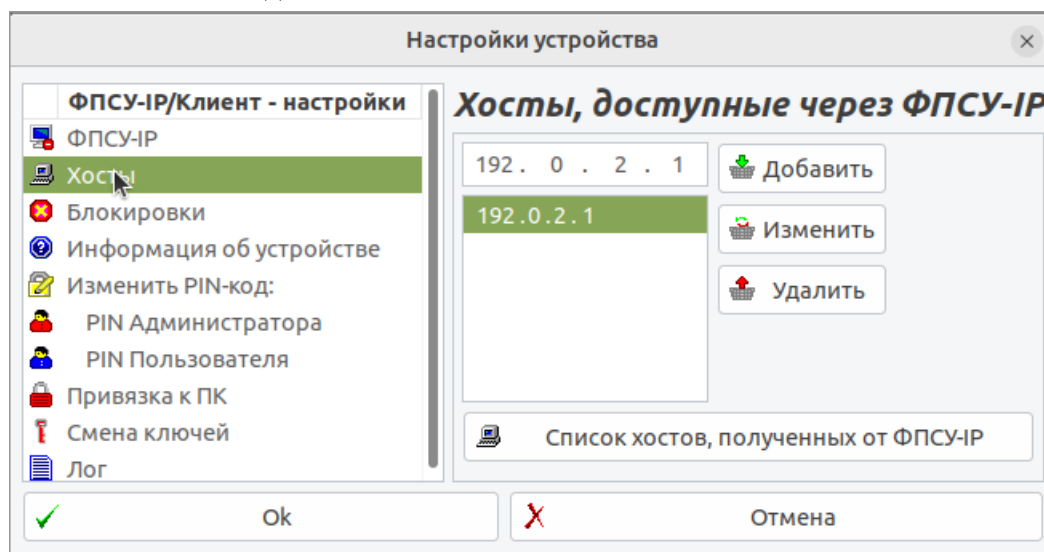 Настройки устройства
ФПСУ-IP/Клиент - настройки
ФПСУ-IP
Хосты
Блокировки
Информация об устройстве
Изменить PIN-код:
PIN Администратора
PIN Пользователя
Привязка к ПК
Смена ключей
Лог
Хосты, доступные через ФПСУ-IP
192. 0 . 2 . 1
Добавить
192.0.2.1
Изменить
Удалить
Список хостов, полученных от ФПСУ-IP
Ok
Отмена